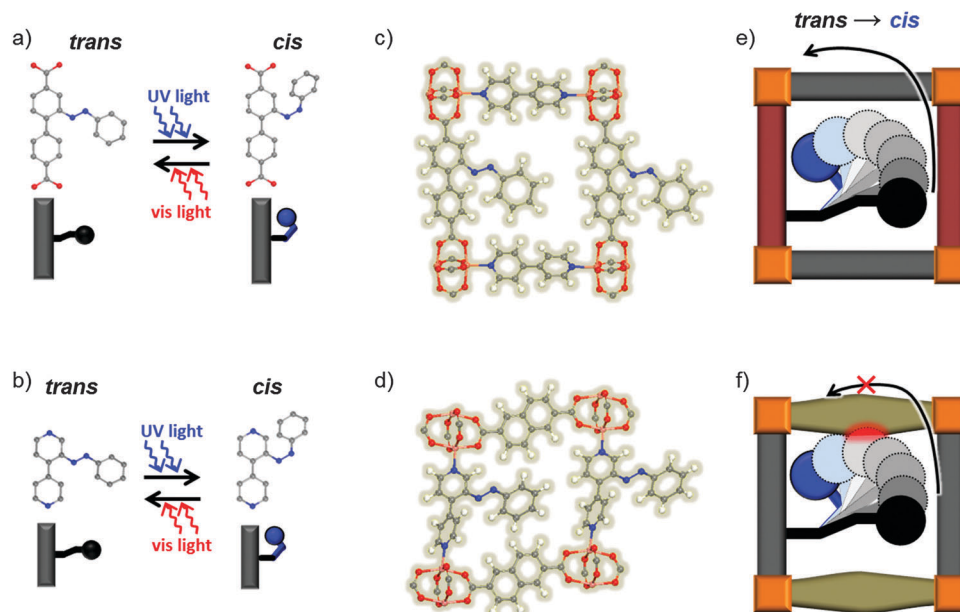 a)
trans
cis
UV light
vis light
b)
trans
cis
UV light
vis light
c)
d)
e)
trans → cis
f)